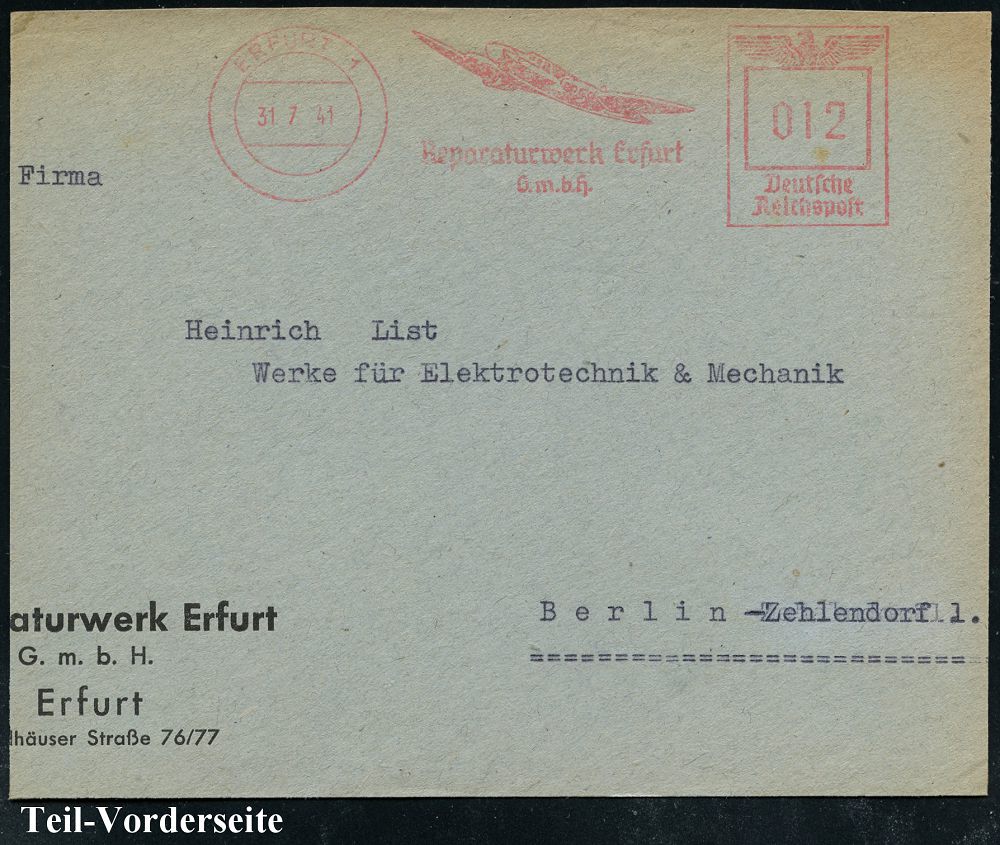 ERFURT 1
31 7 41
Reparaturwerk Erfurt
G.m.b.H.
012
Deutsche
Reichspost
Firma
Heinrich List
Werke für Elektrotechnik & Mechanik
Berlin-Zehlendorf 1.
aturwerk Erfurt
G. m. b. H.
Erfurt
lhäuser Straße 76/77
Teil-Vorderseite